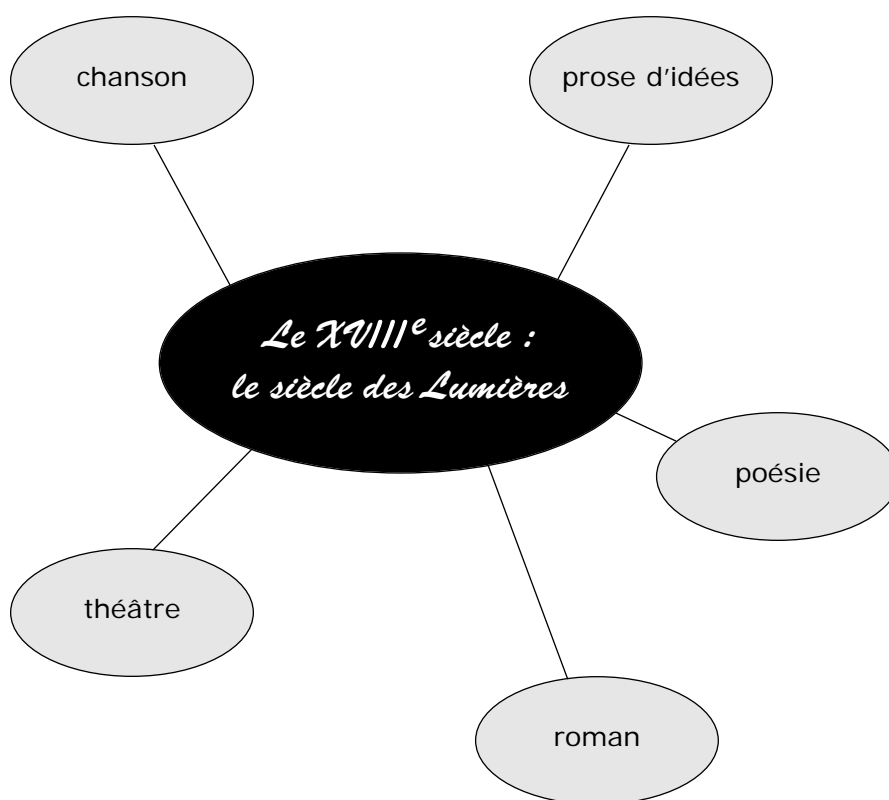 chanson
prose d'idées
Le XVIIIe siècle :
le siècle des Lumières
poésie
théâtre
roman